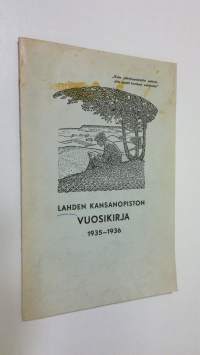 LAHDEN KANSANOPISTON
VUOSIKIRJA
1935–1936